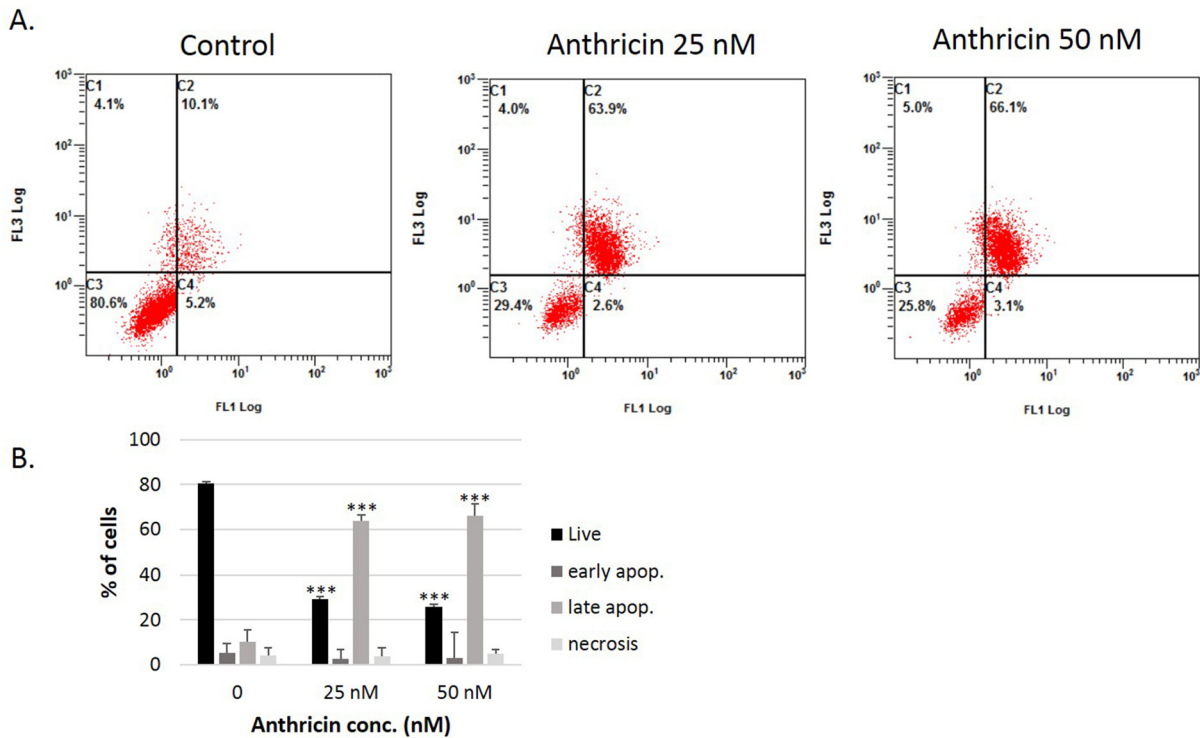 A.
Control
Anthricin 25 nM
Anthricin 50 nM
10³
10²
10¹
10⁰
FL3 Log
C1
4.1%
C2
10.1%
C3
80.6%
C4
5.2%
10⁰ 10¹ 10² 10³
FL1 Log
10³
10²
10¹
10⁰
FL3 Log
C1
4.0%
C2
63.9%
C3
29.4%
C4
2.6%
10⁰ 10¹ 10² 10³
FL1 Log
10³
10²
10¹
10⁰
FL3 Log
C1
5.0%
C2
66.1%
C3
25.8%
C4
3.1%
10⁰ 10¹ 10² 10³
FL1 Log
B.
% of cells
100
80
60
40
20
0
*** ***
*** ***
0 25 nM 50 nM
Anthricin conc. (nM)
Live
early apop.
late apop.
necrosis